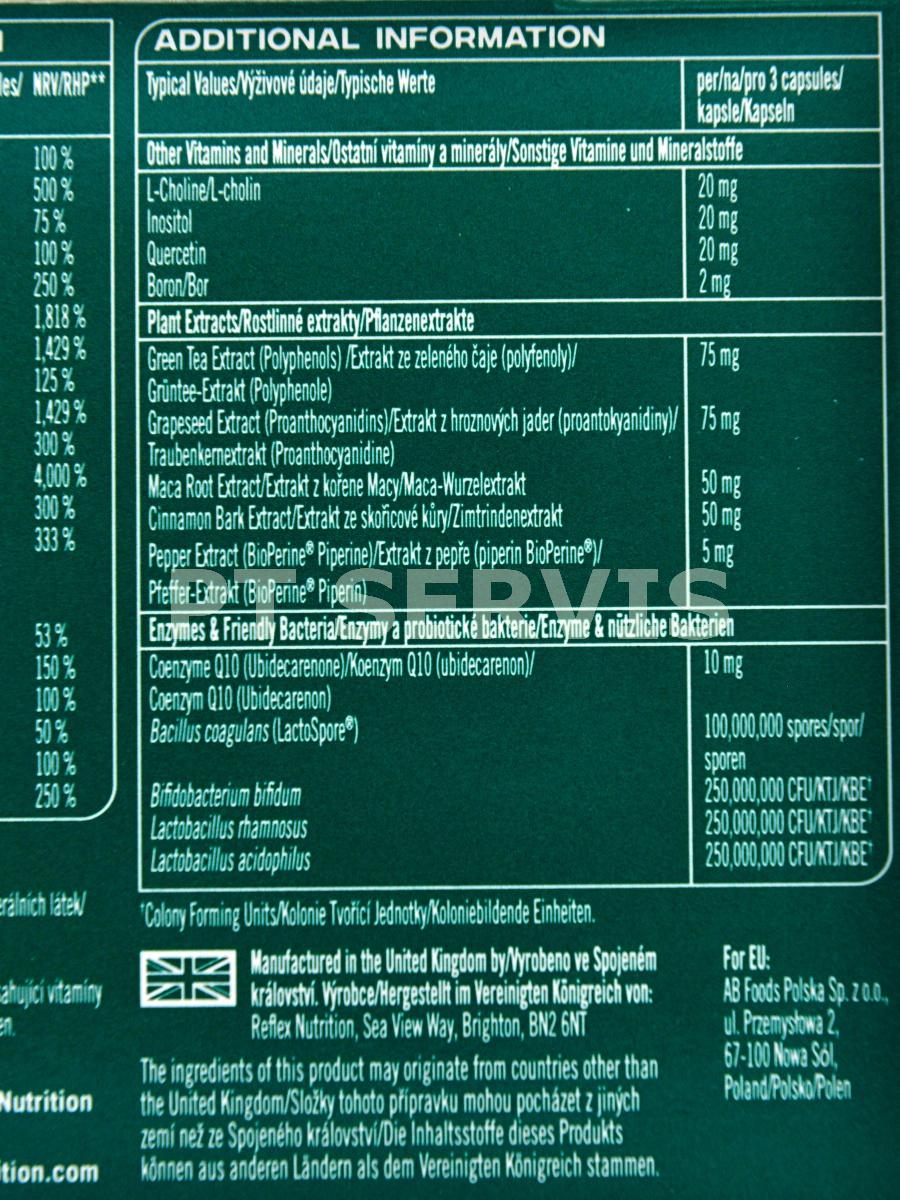 les/ NRV/RHP**
100 %
500 %
75 %
100 %
250 %
1,818 %
1,429 %
125 %
1,429 %
300 %
4,000 %
300 %
333 %
53 %
150 %
100 %
50 %
100 %
250 %
erálních látek/
ahující vitamíny
en.
Nutrition
ition.com
ADDITIONAL INFORMATION
Typical Values/Výživové údaje/Typische Werte per/na/pro 3 capsules/
kapsle/Kapseln
Other Vitamins and Minerals/Ostatní vitamíny a minerály/Sonstige Vitamine und Mineralstoffe
L-Choline/L-cholin 20 mg
Inositol 20 mg
Quercetin 20 mg
Boron/Bor 2 mg
Plant Extracts/Rostlinné extrakty/Pflanzenextrakte
Green Tea Extract (Polyphenols) /Extrakt ze zeleného čaje (polyfenoly)/ 75 mg
Grüntee-Extrakt (Polyphenole)
Grapeseed Extract (Proanthocyanidins)/Extrakt z hroznových jader (proantokyanidiny)/ 75 mg
Traubenkernextrakt (Proanthocyanidine)
Maca Root Extract/Extrakt z kořene Macy/Maca-Wurzelextrakt 50 mg
Cinnamon Bark Extract/Extrakt ze skořicové kůry/Zimtrindenextrakt 50 mg
Pepper Extract (BioPerine® Piperine)/Extrakt z pepře (piperin BioPerine®)/ 5 mg
Pfeffer-Extrakt (BioPerine® Piperin)
PT SERVIS
Enzymes & Friendly Bacteria/Enzymy a probiotické bakterie/Enzyme & nützliche Bakterien
Coenzyme Q10 (Ubidecarenone)/Koenzym Q10 (ubidecarenon)/ 10 mg
Coenzym Q10 (Ubidecarenon)
Bacillus coagulans (LactoSpore®) 100,000,000 spores/spor/
sporen
Bifidobacterium bifidum 250,000,000 CFU/KTJ/KBE†
Lactobacillus rhamnosus 250,000,000 CFU/KTJ/KBE†
Lactobacillus acidophilus 250,000,000 CFU/KTJ/KBE†
†Colony Forming Units/Kolonie Tvořící Jednotky/Koloniebildende Einheiten.
Manufactured in the United Kingdom by/Vyrobeno ve Spojeném
království. Výrobce/Hergestellt im Vereinigten Königreich von:
Reflex Nutrition, Sea View Way, Brighton, BN2 6NT
For EU:
AB Foods Polska Sp. z o.o.,
ul. Przemysłowa 2,
67-100 Nowa Sól,
Poland/Polsko/Polen
The ingredients of this product may originate from countries other than
the United Kingdom/Složky tohoto přípravku mohou pocházet z jiných
zemí než ze Spojeného království/Die Inhaltsstoffe dieses Produkts
können aus anderen Ländern als dem Vereinigten Königreich stammen.